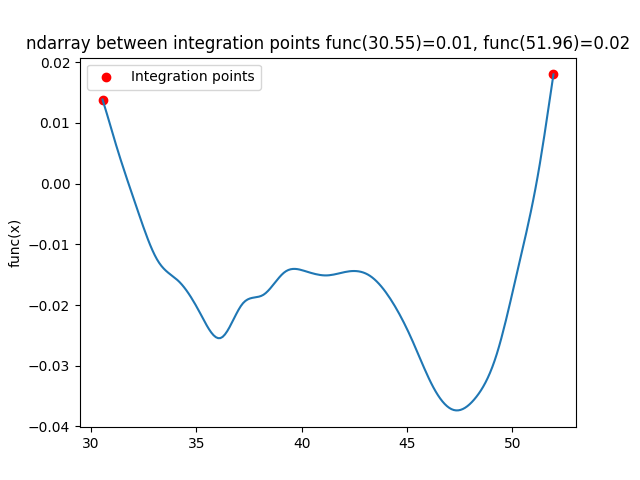 ndarray between integration points func(30.55)=0.01, func(51.96)=0.02
Integration points
func(x)
0.02
0.01
0.00
−0.01
−0.02
−0.03
−0.04
30 35 40 45 50